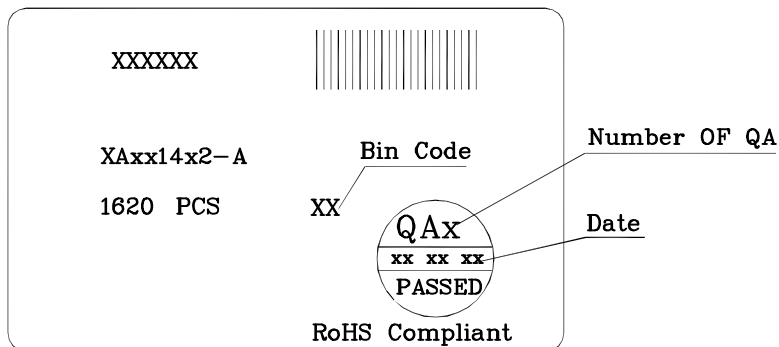 XXXXXX
XAxx14x2-A
Bin Code
Number OF QA
1620 PCS
XX
QAx
Date
xx xx xx
PASSED
RoHS Compliant